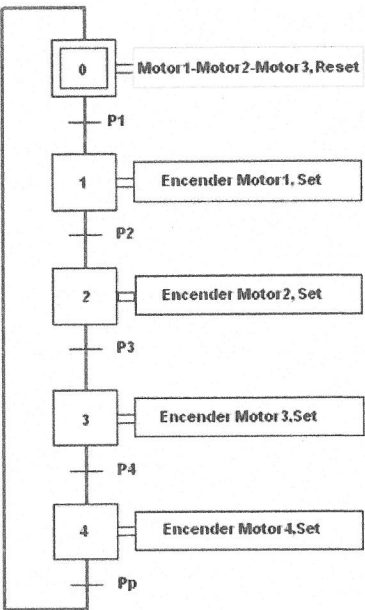 0 Motor1-Motor2-Motor3, Reset
P1
1 Encender Motor1, Set
P2
2 Encender Motor2, Set
P3
3 Encender Motor3,Set
P4
4 Encender Motor4,Set
Pp